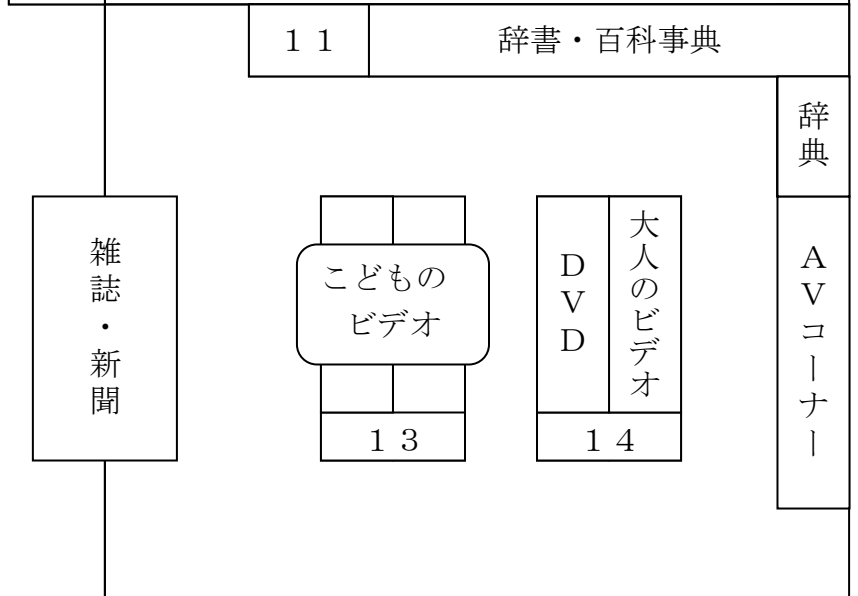 １１
辞書・百科事典
辞典
雑誌・新聞
こどもの
ビデオ
DVD
大人のビデオ
AVコーナー
１３
１４